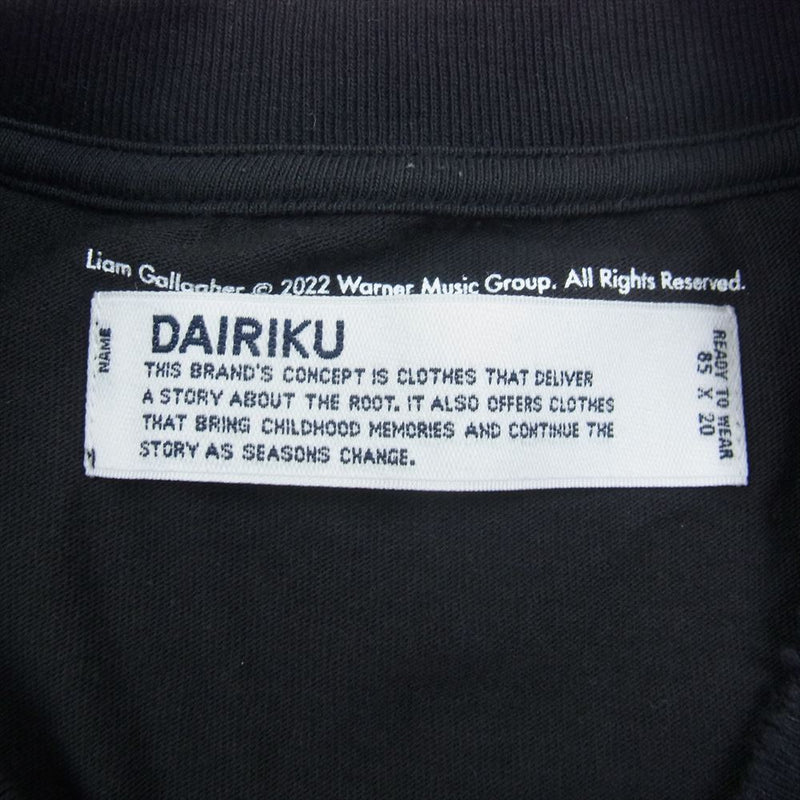 Liam Gallagher © 2022 Warner Music Group. All Rights Reserved.
NAME
DAIRIKU
THIS BRAND'S CONCEPT IS CLOTHES THAT DELIVER
A STORY ABOUT THE ROOT. IT ALSO OFFERS CLOTHES
THAT BRING CHILDHOOD MEMORIES AND CONTINUE THE
STORY AS SEASONS CHANGE.
READY TO WEAR
85 X 20